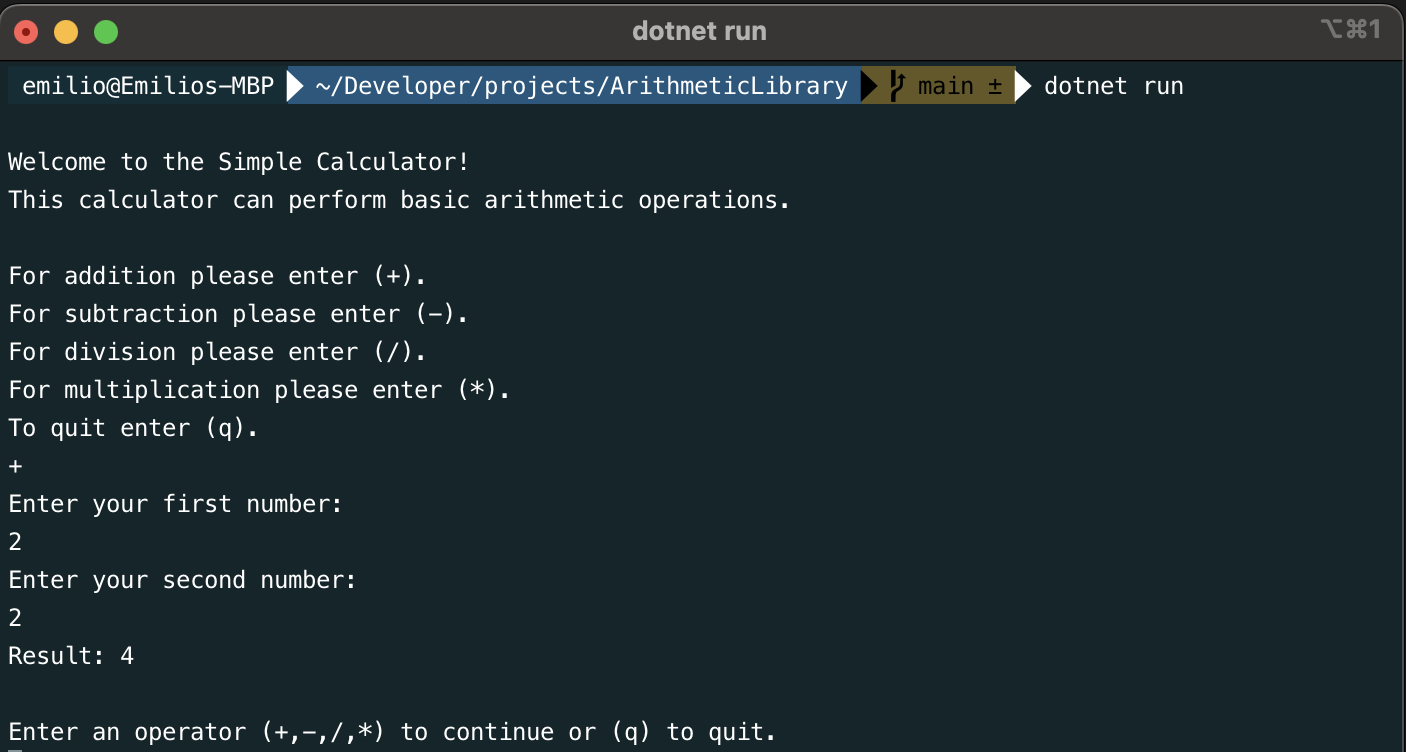 dotnet run
⌥⌘1
emilio@Emilios-MBP ~/Developer/projects/ArithmeticLibrary main ± dotnet run
Welcome to the Simple Calculator!
This calculator can perform basic arithmetic operations.
For addition please enter (+).
For subtraction please enter (-).
For division please enter (/).
For multiplication please enter (*).
To quit enter (q).
+
Enter your first number:
2
Enter your second number:
2
Result: 4
Enter an operator (+,-,/,*) to continue or (q) to quit.